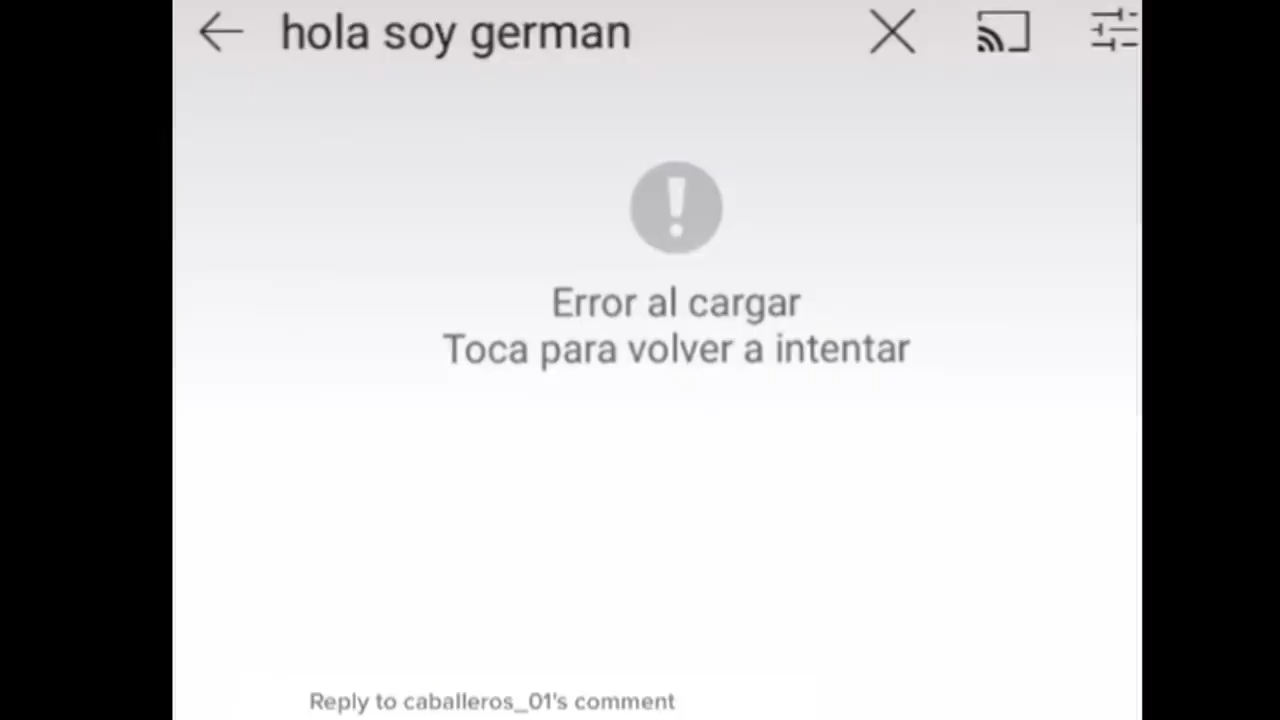 hola soy german
Error al cargar
Toca para volver a intentar
Reply to caballeros_01's comment